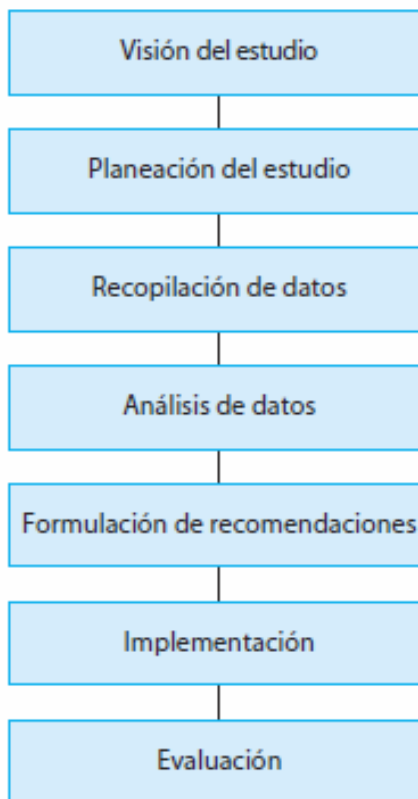 Visión del estudio
Planeación del estudio
Recopilación de datos
Análisis de datos
Formulación de recomendaciones
Implementación
Evaluación